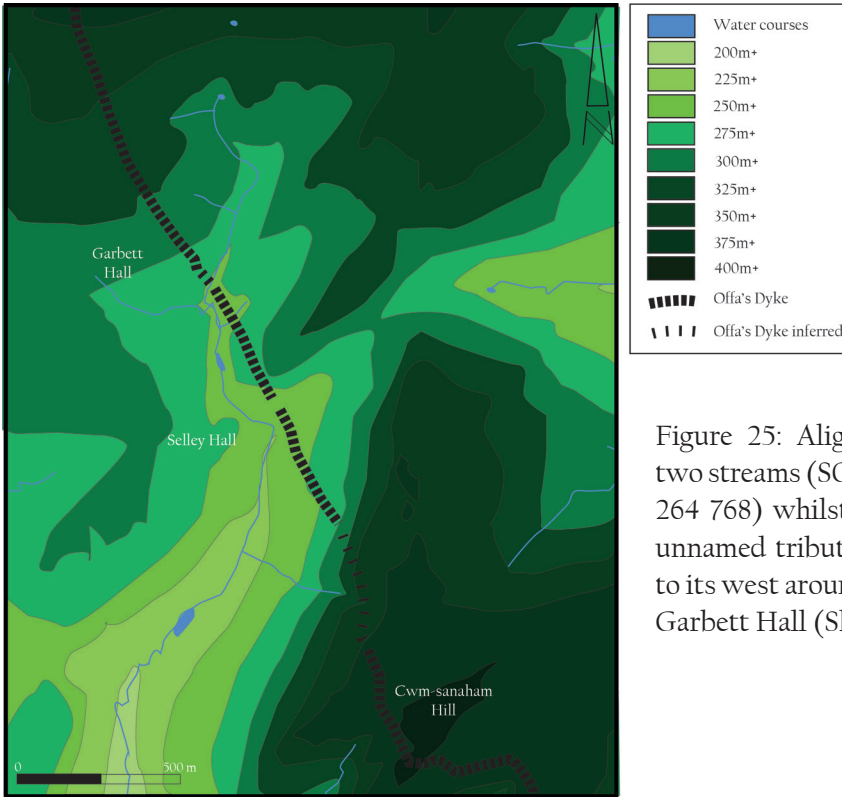 Water courses
200m+
225m+
250m+
275m+
300m+
325m+
350m+
375m+
400m+
Offa's Dyke
Offa's Dyke inferred
N
Garbett
Hall
Selley Hall
Cwm-sanaham
Hill
0 500 m
Figure 25: Alig
two streams (SO
264 768) whilst
unnamed tribut
to its west aroun
Garbett Hall (Sl